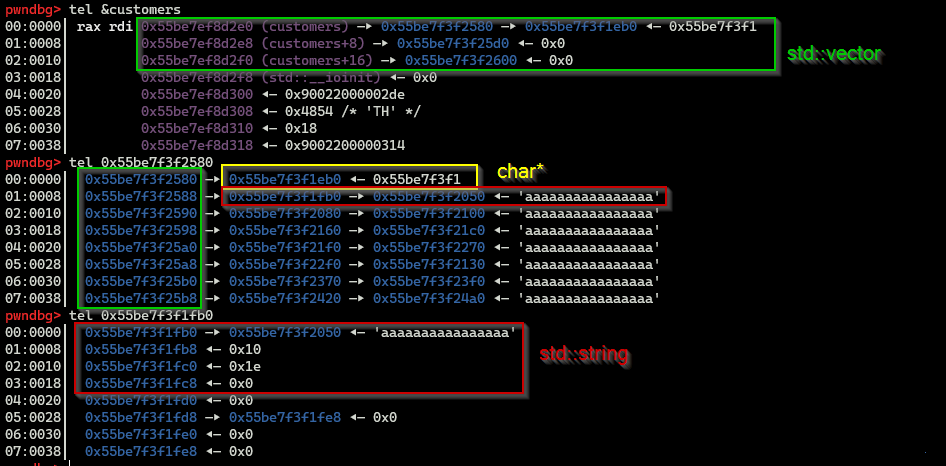 pwndbg> tel &customers
00:0000│ rax rdi 0x55be7ef8d2e0 (customers) —▸ 0x55be7f3f2580 —▸ 0x55be7f3f1eb0 ◂— 0x55be7f3f1
01:0008│ 0x55be7ef8d2e8 (customers+8) —▸ 0x55be7f3f25d0 ◂— 0x0
02:0010│ 0x55be7ef8d2f0 (customers+16) —▸ 0x55be7f3f2600 ◂— 0x0
std::vector
03:0018│ 0x55be7ef8d2f8 (std::__ioinit) ◂— 0x0
04:0020│ 0x55be7ef8d300 ◂— 0x90022000002de
05:0028│ 0x55be7ef8d308 ◂— 0x4854 /* 'TH' */
06:0030│ 0x55be7ef8d310 ◂— 0x18
07:0038│ 0x55be7ef8d318 ◂— 0x9002200000314
pwndbg> tel 0x55be7f3f2580
00:0000│ 0x55be7f3f2580 —▸ 0x55be7f3f1eb0 ◂— 0x55be7f3f1
char*
01:0008│ 0x55be7f3f2588 —▸ 0x55be7f3f1fb0 —▸ 0x55be7f3f2050 ◂— 'aaaaaaaaaaaaaaaa'
02:0010│ 0x55be7f3f2590 —▸ 0x55be7f3f2080 —▸ 0x55be7f3f2100 ◂— 'aaaaaaaaaaaaaaaa'
03:0018│ 0x55be7f3f2598 —▸ 0x55be7f3f2160 —▸ 0x55be7f3f21c0 ◂— 'aaaaaaaaaaaaaaaa'
04:0020│ 0x55be7f3f25a0 —▸ 0x55be7f3f21f0 —▸ 0x55be7f3f2270 ◂— 'aaaaaaaaaaaaaaaa'
05:0028│ 0x55be7f3f25a8 —▸ 0x55be7f3f22f0 —▸ 0x55be7f3f2130 ◂— 'aaaaaaaaaaaaaaaa'
06:0030│ 0x55be7f3f25b0 —▸ 0x55be7f3f2370 —▸ 0x55be7f3f23f0 ◂— 'aaaaaaaaaaaaaaaa'
07:0038│ 0x55be7f3f25b8 —▸ 0x55be7f3f2420 —▸ 0x55be7f3f24a0 ◂— 'aaaaaaaaaaaaaaaa'
pwndbg> tel 0x55be7f3f1fb0
00:0000│ 0x55be7f3f1fb0 —▸ 0x55be7f3f2050 ◂— 'aaaaaaaaaaaaaaaa'
01:0008│ 0x55be7f3f1fb8 ◂— 0x10
std::string
02:0010│ 0x55be7f3f1fc0 ◂— 0x1e
03:0018│ 0x55be7f3f1fc8 ◂— 0x0
04:0020│ 0x55be7f3f1fd0 ◂— 0x0
05:0028│ 0x55be7f3f1fd8 —▸ 0x55be7f3f1fe8 ◂— 0x0
06:0030│ 0x55be7f3f1fe0 ◂— 0x0
07:0038│ 0x55be7f3f1fe8 ◂— 0x0